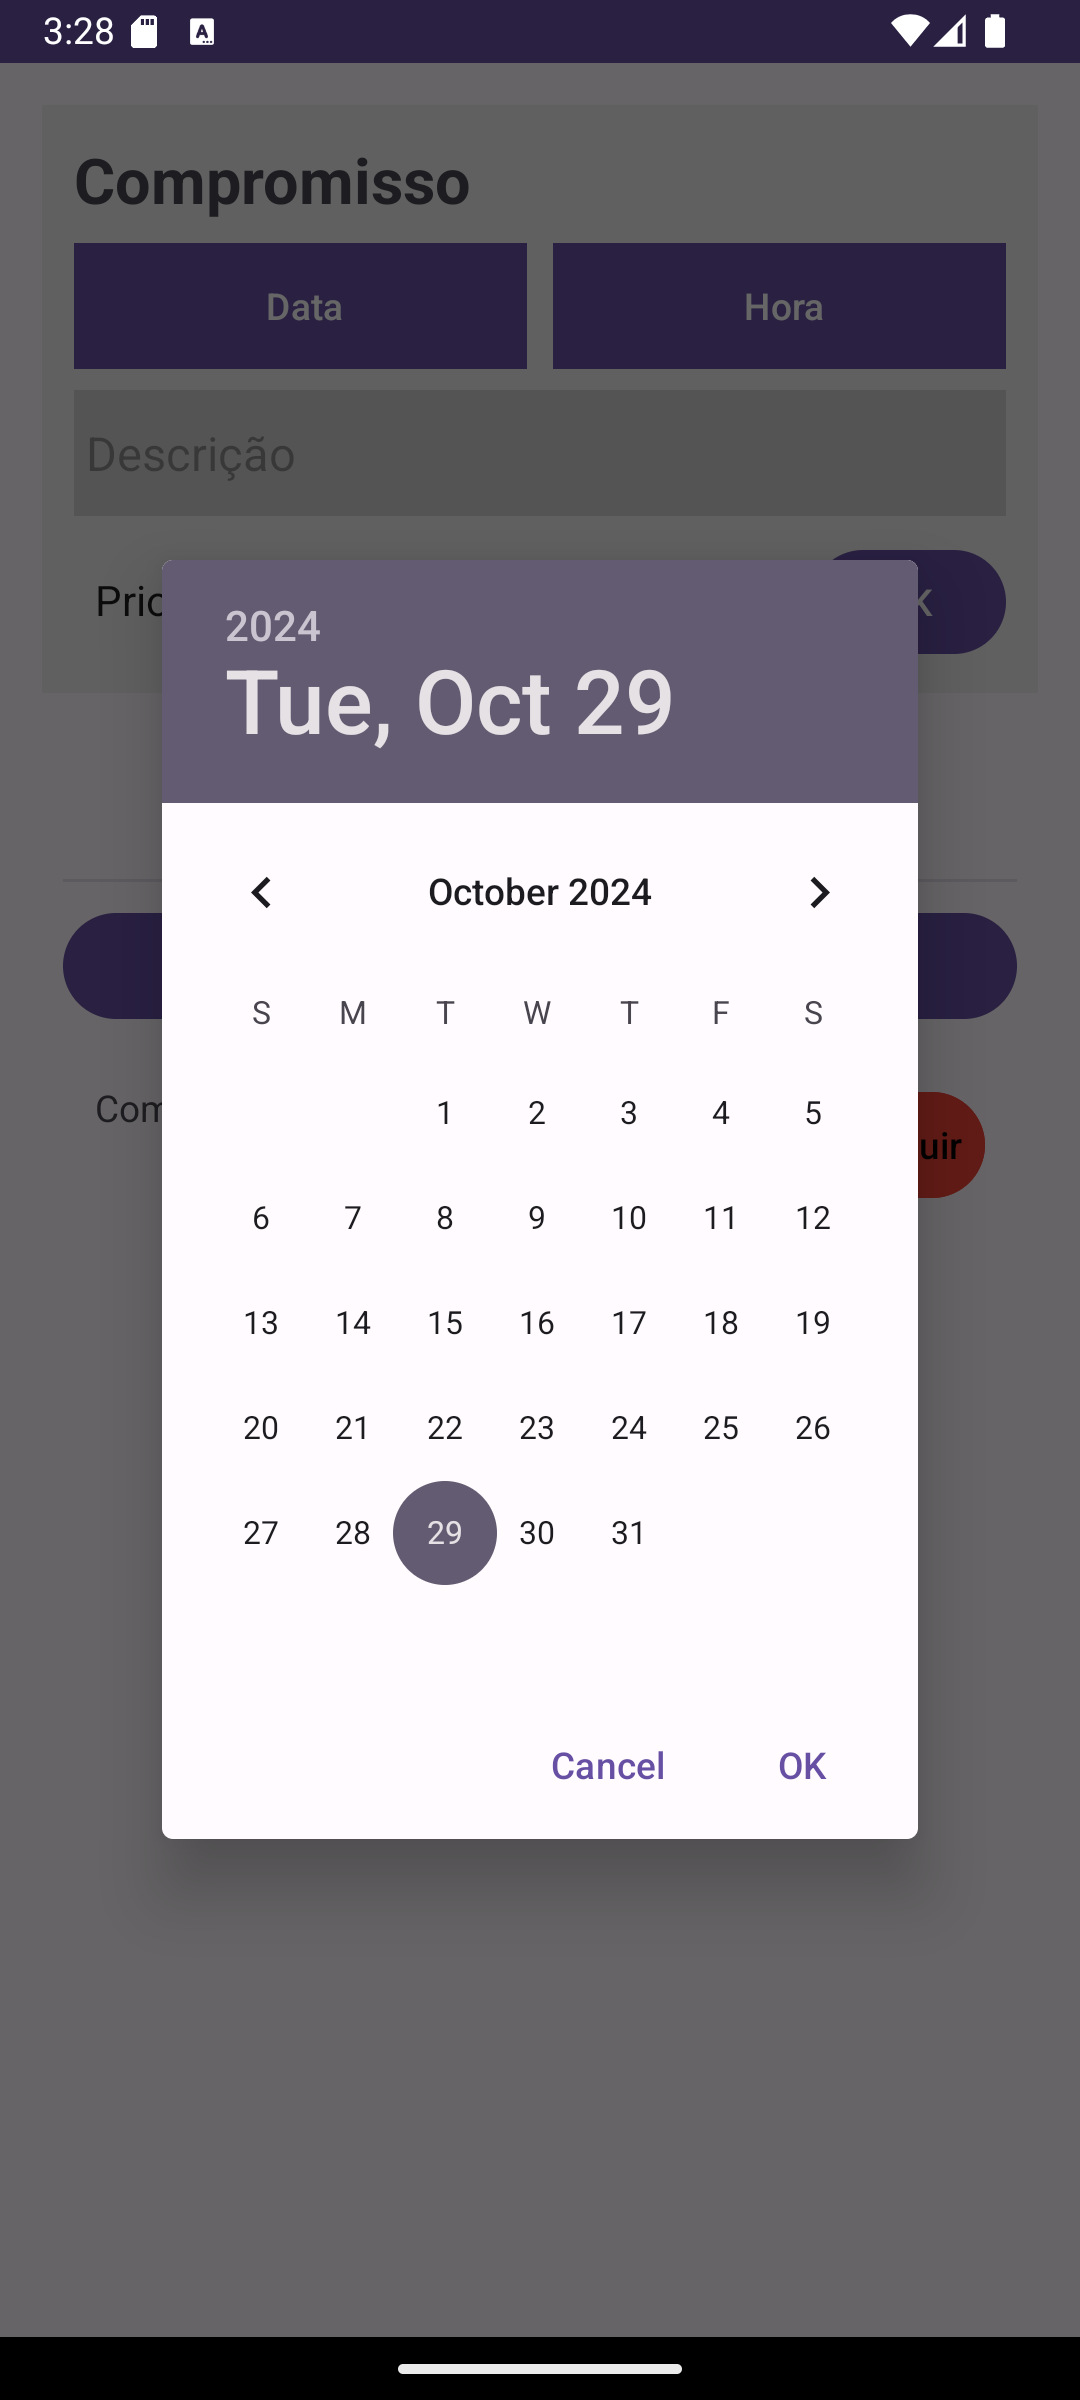 3:28
Compromisso
Data Hora
Descrição
2024
Tue, Oct 29
October 2024
S M T W T F S
1 2 3 4 5
6 7 8 9 10 11 12
13 14 15 16 17 18 19
20 21 22 23 24 25 26
27 28 29 30 31
Cancel OK